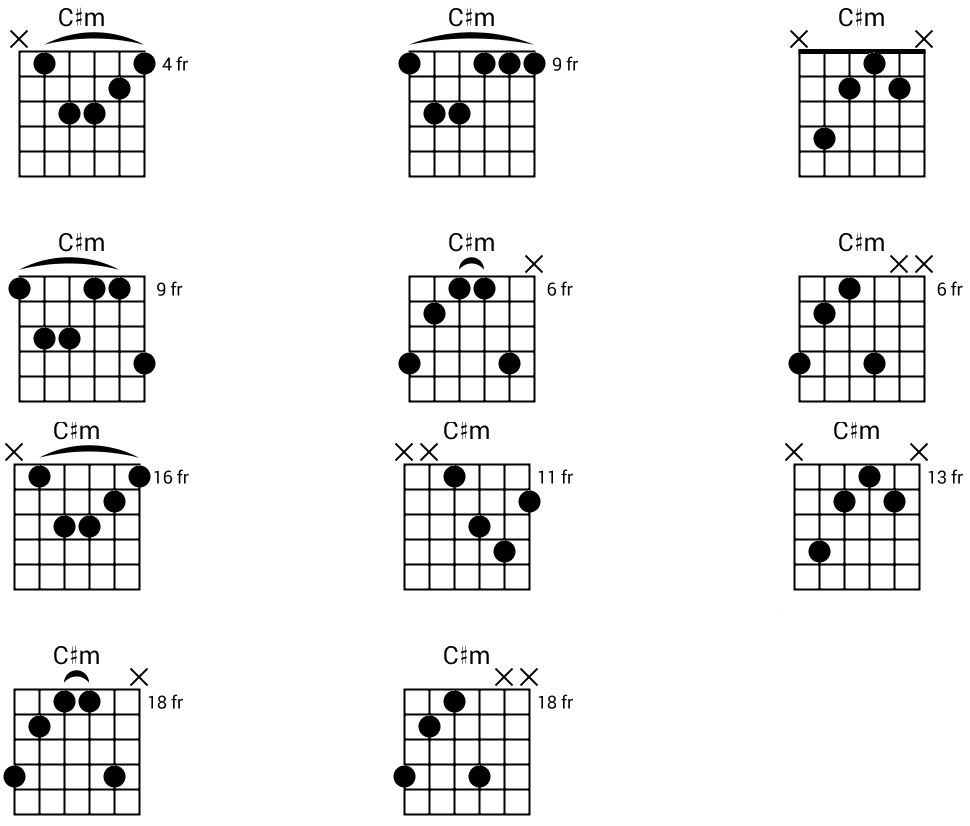 C♯m C♯m C♯m
4 fr 9 fr
C♯m C♯m C♯m
9 fr 6 fr 6 fr
C♯m C♯m C♯m
16 fr 11 fr 13 fr
C♯m C♯m
18 fr 18 fr